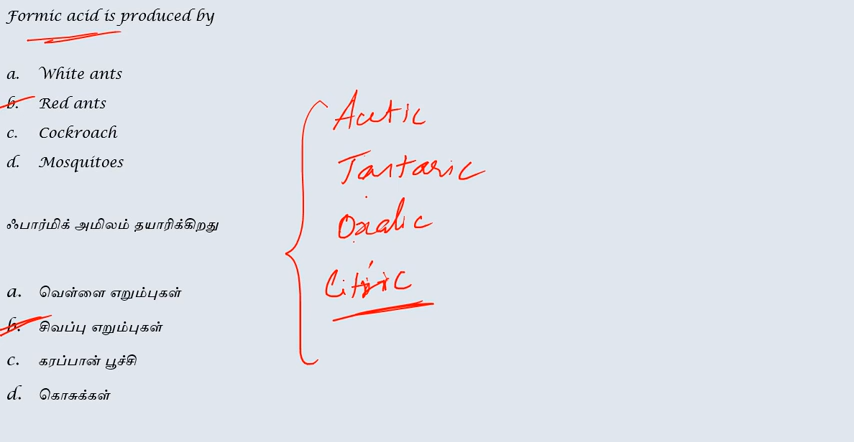 Formic acid is produced by
a. White ants
b. Red ants
c. Cockroach
d. Mosquitoes
ஃபார்மிக் அமிலம் தயாரிக்கிறது
a. வெள்ளை எறும்புகள்
b. சிவப்பு எறும்புகள்
c. கரப்பான் பூச்சி
d. கொசுக்கள்
Acetic
Tartaric
Oxalic
Citric